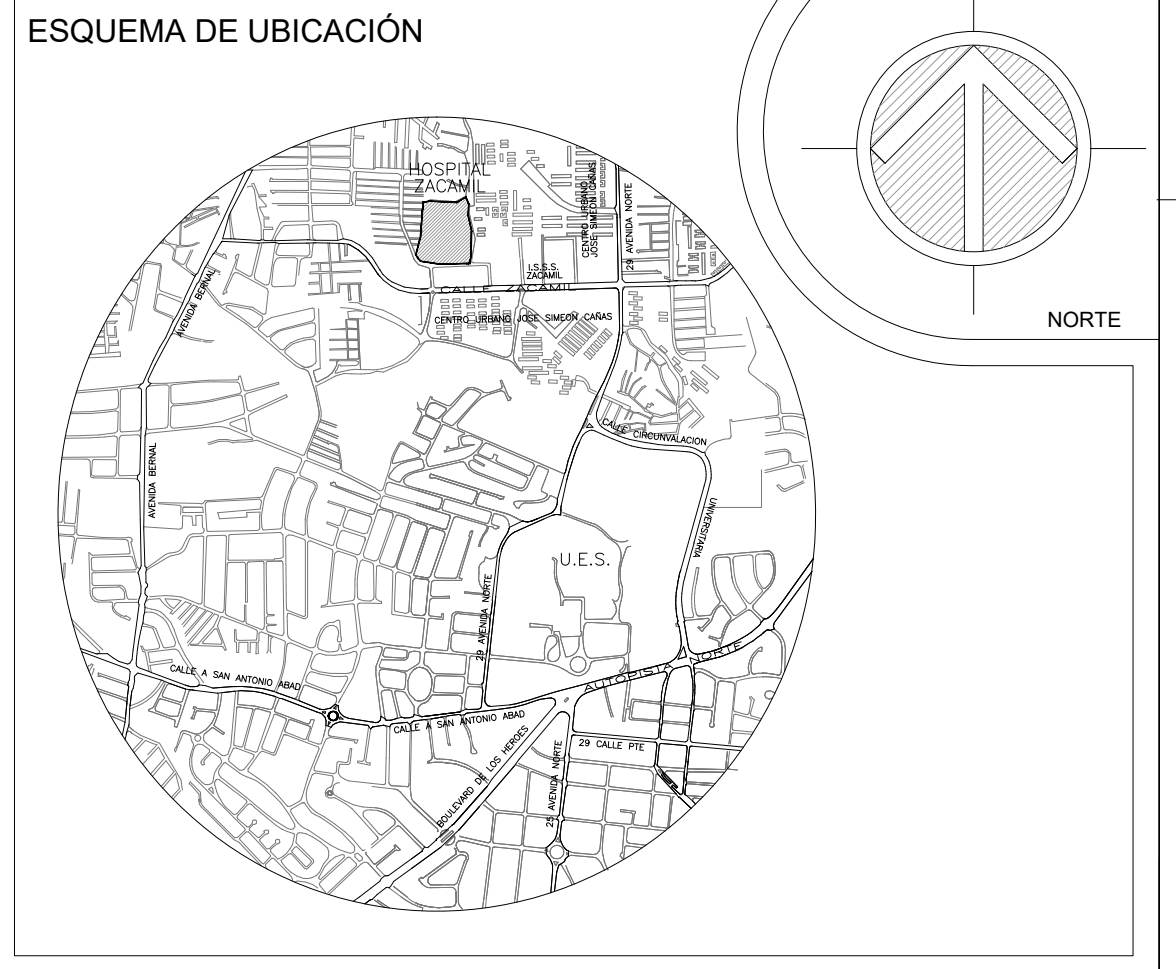 ESQUEMA DE UBICACIÓN
NORTE
HOSPITAL
ZACAMIL
CENTRO URBANO
JOSE SIMEON CAÑAS
29 AVENIDA NORTE
I.S.S.S.
ZACAMIL
CALLE ZACAMIL
CENTRO URBANO JOSE SIMEON CAÑAS
AVENIDA BERNAL
CALLE CIRCUNVALACION
AVENIDA BERNAL
UNIVERSITARIA
U.E.S.
29 AVENIDA NORTE
AUTOPISTA NORTE
CALLE A SAN ANTONIO ABAD
CALLE A SAN ANTONIO ABAD
29 CALLE PTE
BOULEVARD DE LOS HEROES
25 AVENIDA NORTE